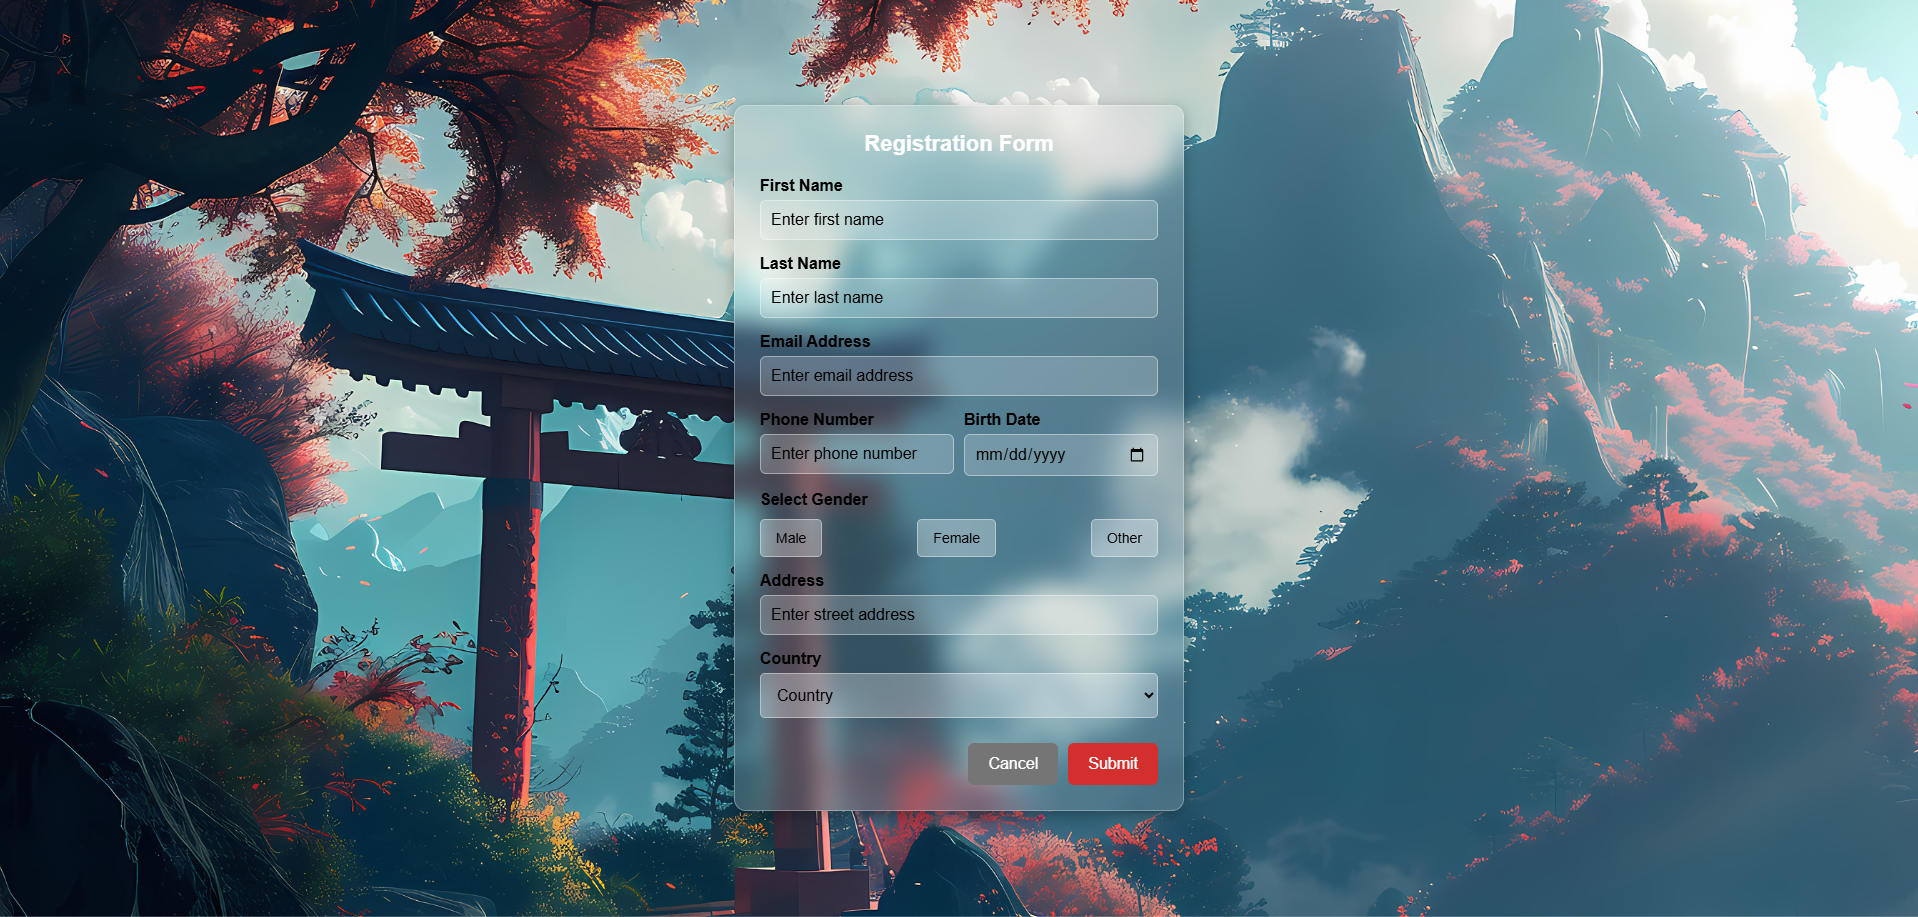 Registration Form
First Name
Enter first name
Last Name
Enter last name
Email Address
Enter email address
Phone Number Birth Date
Enter phone number mm/dd/yyyy
Select Gender
Male Female Other
Address
Enter street address
Country
Country
Cancel Submit